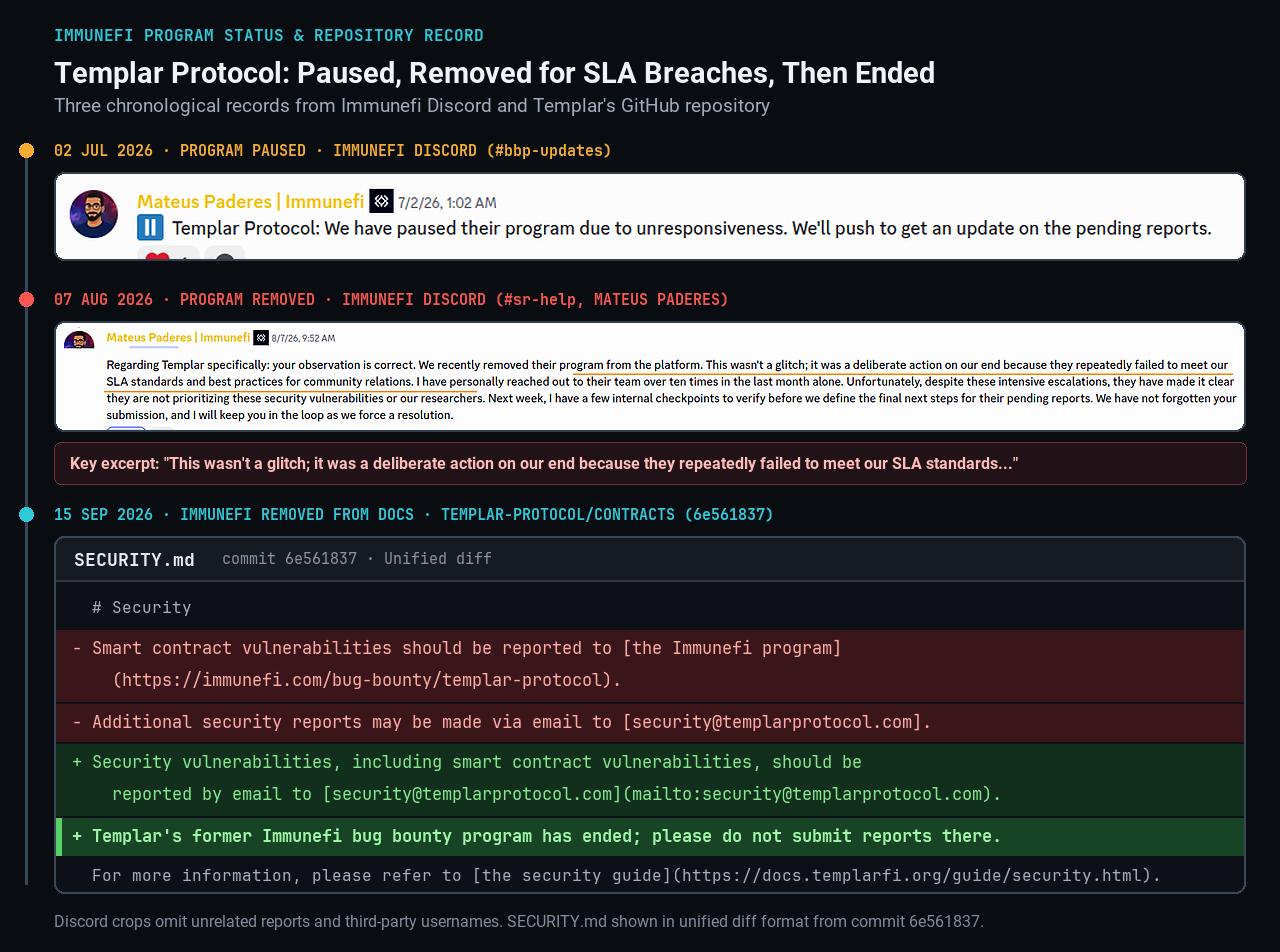 IMMUNEFI PROGRAM STATUS & REPOSITORY RECORD
Templar Protocol: Paused, Removed for SLA Breaches, Then Ended
Three chronological records from Immunefi Discord and Templar's GitHub repository
02 JUL 2026 · PROGRAM PAUSED · IMMUNEFI DISCORD (#bbp-updates)
Mateus Paderes | Immunefi 7/2/26, 1:02 AM
Templar Protocol: We have paused their program due to unresponsiveness. We'll push to get an update on the pending reports.
07 AUG 2026 · PROGRAM REMOVED · IMMUNEFI DISCORD (#sr-help, MATEUS PADERES)
Mateus Paderes | Immunefi 8/7/26, 9:52 AM
Regarding Templar specifically: your observation is correct. We recently removed their program from the platform. This wasn't a glitch; it was a deliberate action on our end because they repeatedly failed to meet our
SLA standards and best practices for community relations. I have personally reached out to their team over ten times in the last month alone. Unfortunately, despite these intensive escalations, they have made it clear
they are not prioritizing these security vulnerabilities or our researchers. Next week, I have a few internal checkpoints to verify before we define the final next steps for their pending reports. We have not forgotten your
submission, and I will keep you in the loop as we force a resolution.
Key excerpt: "This wasn't a glitch; it was a deliberate action on our end because they repeatedly failed to meet our SLA standards..."
15 SEP 2026 · IMMUNEFI REMOVED FROM DOCS · TEMPLAR-PROTOCOL/CONTRACTS (6e561837)
SECURITY.md commit 6e561837 · Unified diff
# Security
- Smart contract vulnerabilities should be reported to [the Immunefi program]
(https://immunefi.com/bug-bounty/templar-protocol).
- Additional security reports may be made via email to [security@templarprotocol.com].
+ Security vulnerabilities, including smart contract vulnerabilities, should be
reported by email to [security@templarprotocol.com](mailto:security@templarprotocol.com).
+ Templar's former Immunefi bug bounty program has ended; please do not submit reports there.
For more information, please refer to [the security guide](https://docs.templarfi.org/guide/security.html).
Discord crops omit unrelated reports and third-party usernames. SECURITY.md shown in unified diff format from commit 6e561837.